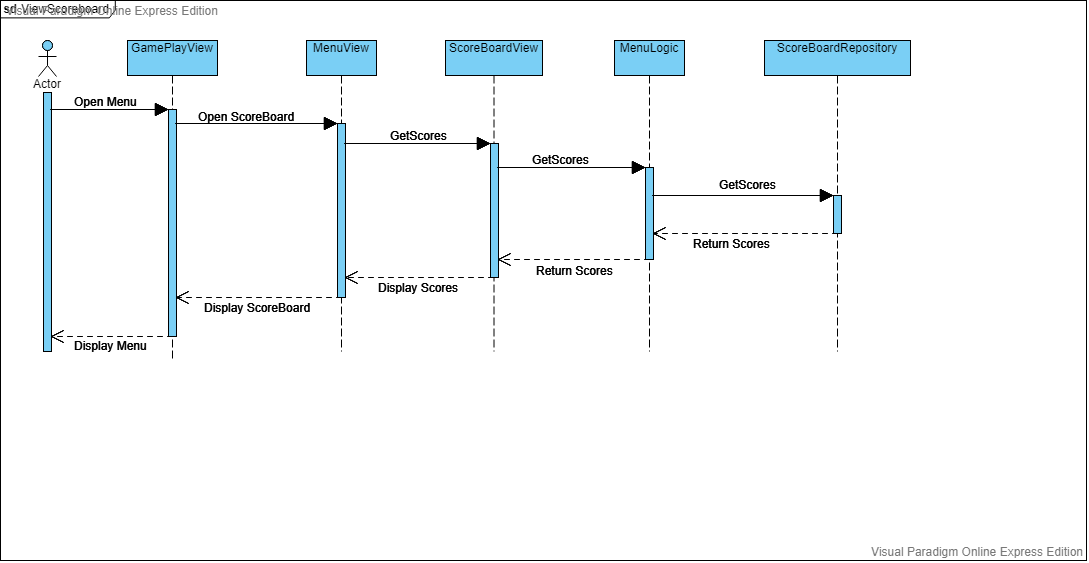 sd ViewScoreboard
Visual Paradigm Online Express Edition
GamePlayView
MenuView
ScoreBoardView
MenuLogic
ScoreBoardRepository
Actor
Open Menu
Open ScoreBoard
GetScores
GetScores
GetScores
Return Scores
Return Scores
Display Scores
Display ScoreBoard
Display Menu
Visual Paradigm Online Express Edition